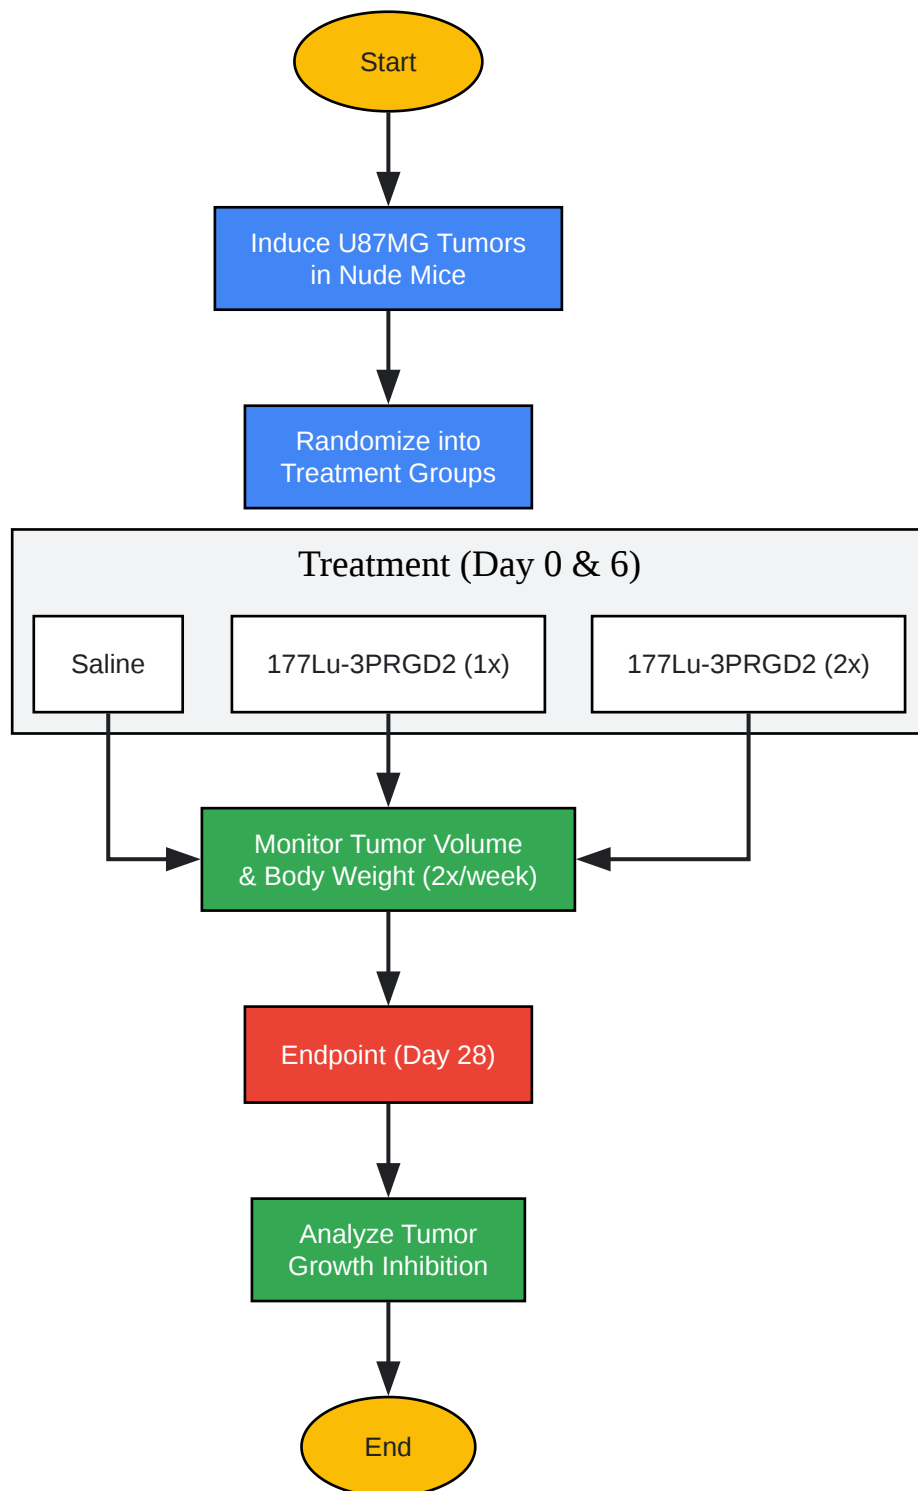 Start
Induce U87MG Tumors
in Nude Mice
Randomize into
Treatment Groups
Treatment (Day 0 & 6)
Saline
177Lu-3PRGD2 (1x)
177Lu-3PRGD2 (2x)
Monitor Tumor Volume
& Body Weight (2x/week)
Endpoint (Day 28)
Analyze Tumor
Growth Inhibition
End